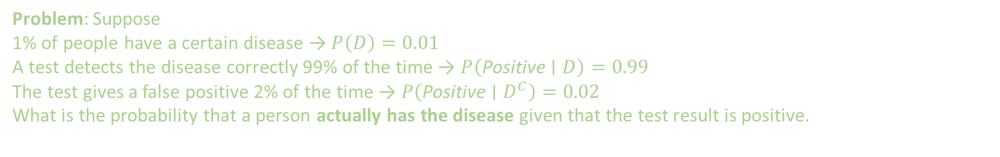 Problem: Suppose
1% of people have a certain disease → P(D) = 0.01
A test detects the disease correctly 99% of the time → P(Positive | D) = 0.99
The test gives a false positive 2% of the time → P(Positive | Dᶜ) = 0.02
What is the probability that a person actually has the disease given that the test result is positive.